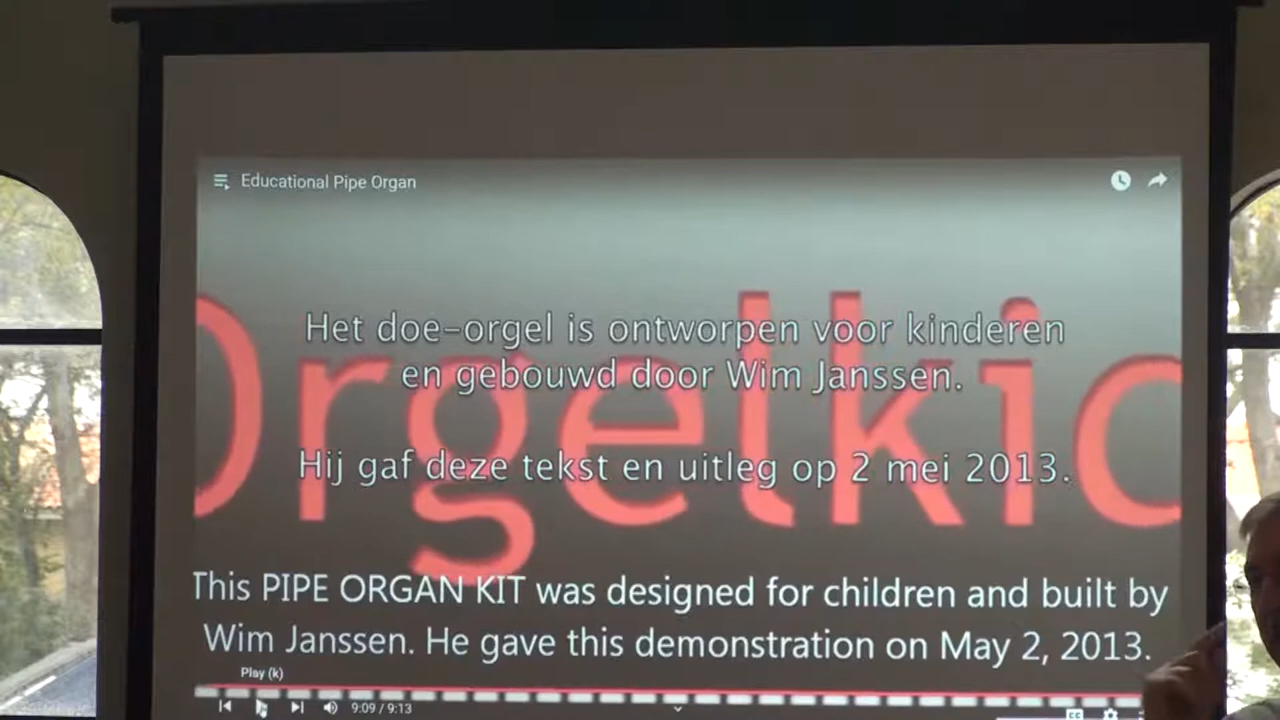 Educational Pipe Organ
Orgelkid
Het doe-orgel is ontworpen voor kinderen
en gebouwd door Wim Janssen.
Hij gaf deze tekst en uitleg op 2 mei 2013.
This PIPE ORGAN KIT was designed for children and built by
Wim Janssen. He gave this demonstration on May 2, 2013.
Play (k)
9:09 / 9:13
CC